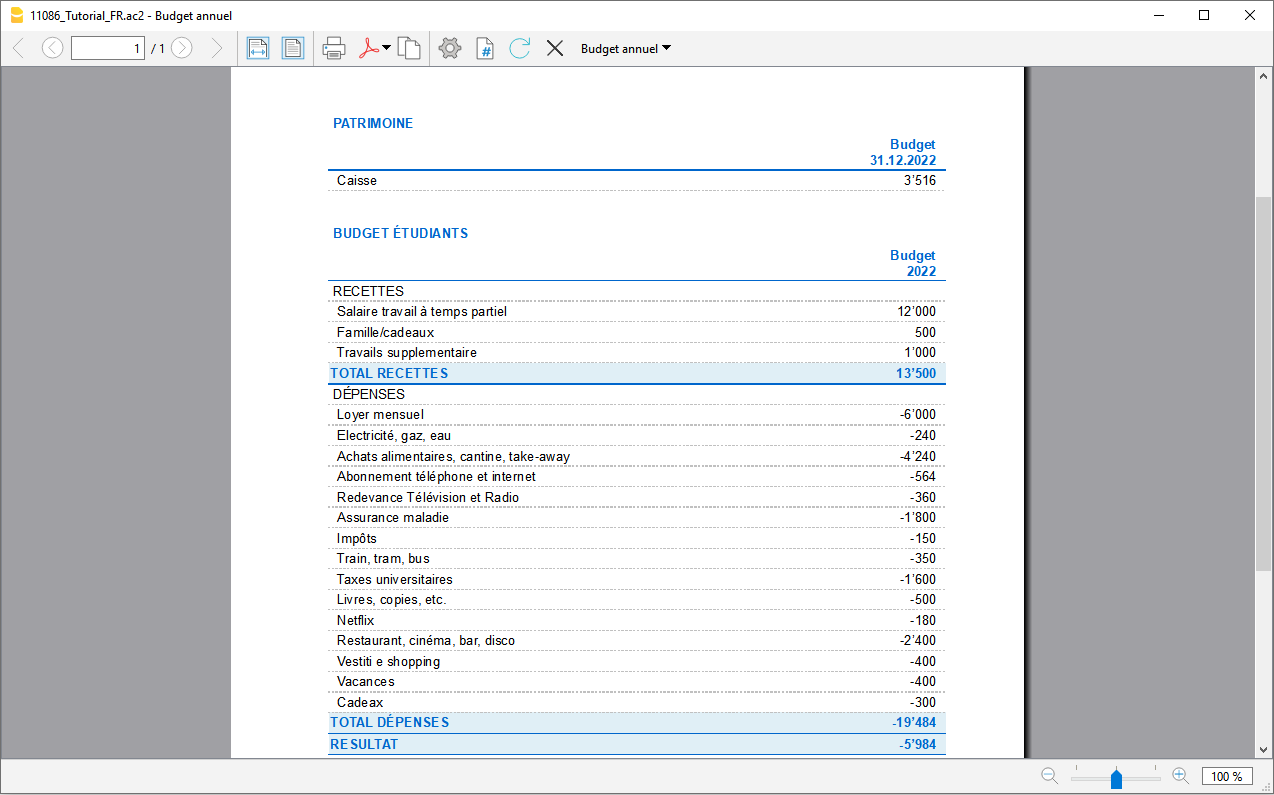 11086_Tutorial_FR.ac2 - Budget annuel
1 / 1 Budget annuel
PATRIMOINE
Budget
31.12.2022
Caisse 3'516
BUDGET ÉTUDIANTS
Budget
2022
RECETTES
Salaire travail à temps partiel 12'000
Famille/cadeaux 500
Travails supplementaire 1'000
TOTAL RECETTES 13'500
DÉPENSES
Loyer mensuel -6'000
Electricité, gaz, eau -240
Achats alimentaires, cantine, take-away -4'240
Abonnement téléphone et internet -564
Redevance Télévision et Radio -360
Assurance maladie -1'800
Impôts -150
Train, tram, bus -350
Taxes universitaires -1'600
Livres, copies, etc. -500
Netflix -180
Restaurant, cinéma, bar, disco -2'400
Vestiti e shopping -400
Vacances -400
Cadeax -300
TOTAL DÉPENSES -19'484
RESULTAT -5'984
100 %